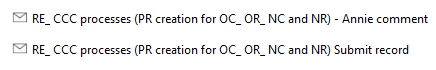 RE_ CCC processes (PR creation for OC_ OR_ NC and NR) - Annie comment
RE_ CCC processes (PR creation for OC_ OR_ NC and NR) Submit record